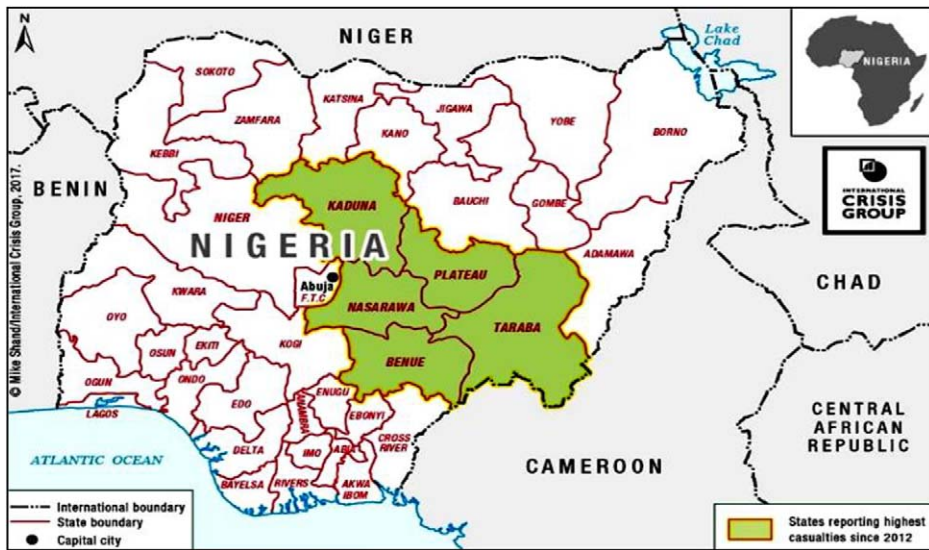 N
NIGER
Lake
Chad
NIGERIA
SOKOTO
KATSINA
JIGAWA
ZAMFARA
KANO
YOBE
BORNO
KEBBI
BENIN
INTERNATIONAL
CRISIS
GROUP
KADUNA
BAUCHI
GOMBE
NIGER
NIGERIA
ADAMAWA
PLATEAU
Abuja
F.T.C
CHAD
KWARA
NASARAWA
TARABA
OYO
KOGI
OSUN
EKITI
BENUE
OGUN
ONDO
ENUGU
LAGOS
EDO
ANAMBRA
EBONYI
CENTRAL
AFRICAN
REPUBLIC
DELTA
IMO
ABIA
CROSS
RIVER
ATLANTIC OCEAN
CAMEROON
BAYELSA
RIVERS
AKWA
IBOM
International boundary
State boundary
Capital city
States reporting highest
casualties since 2012
© Mike Shand/International Crisis Group, 2017.